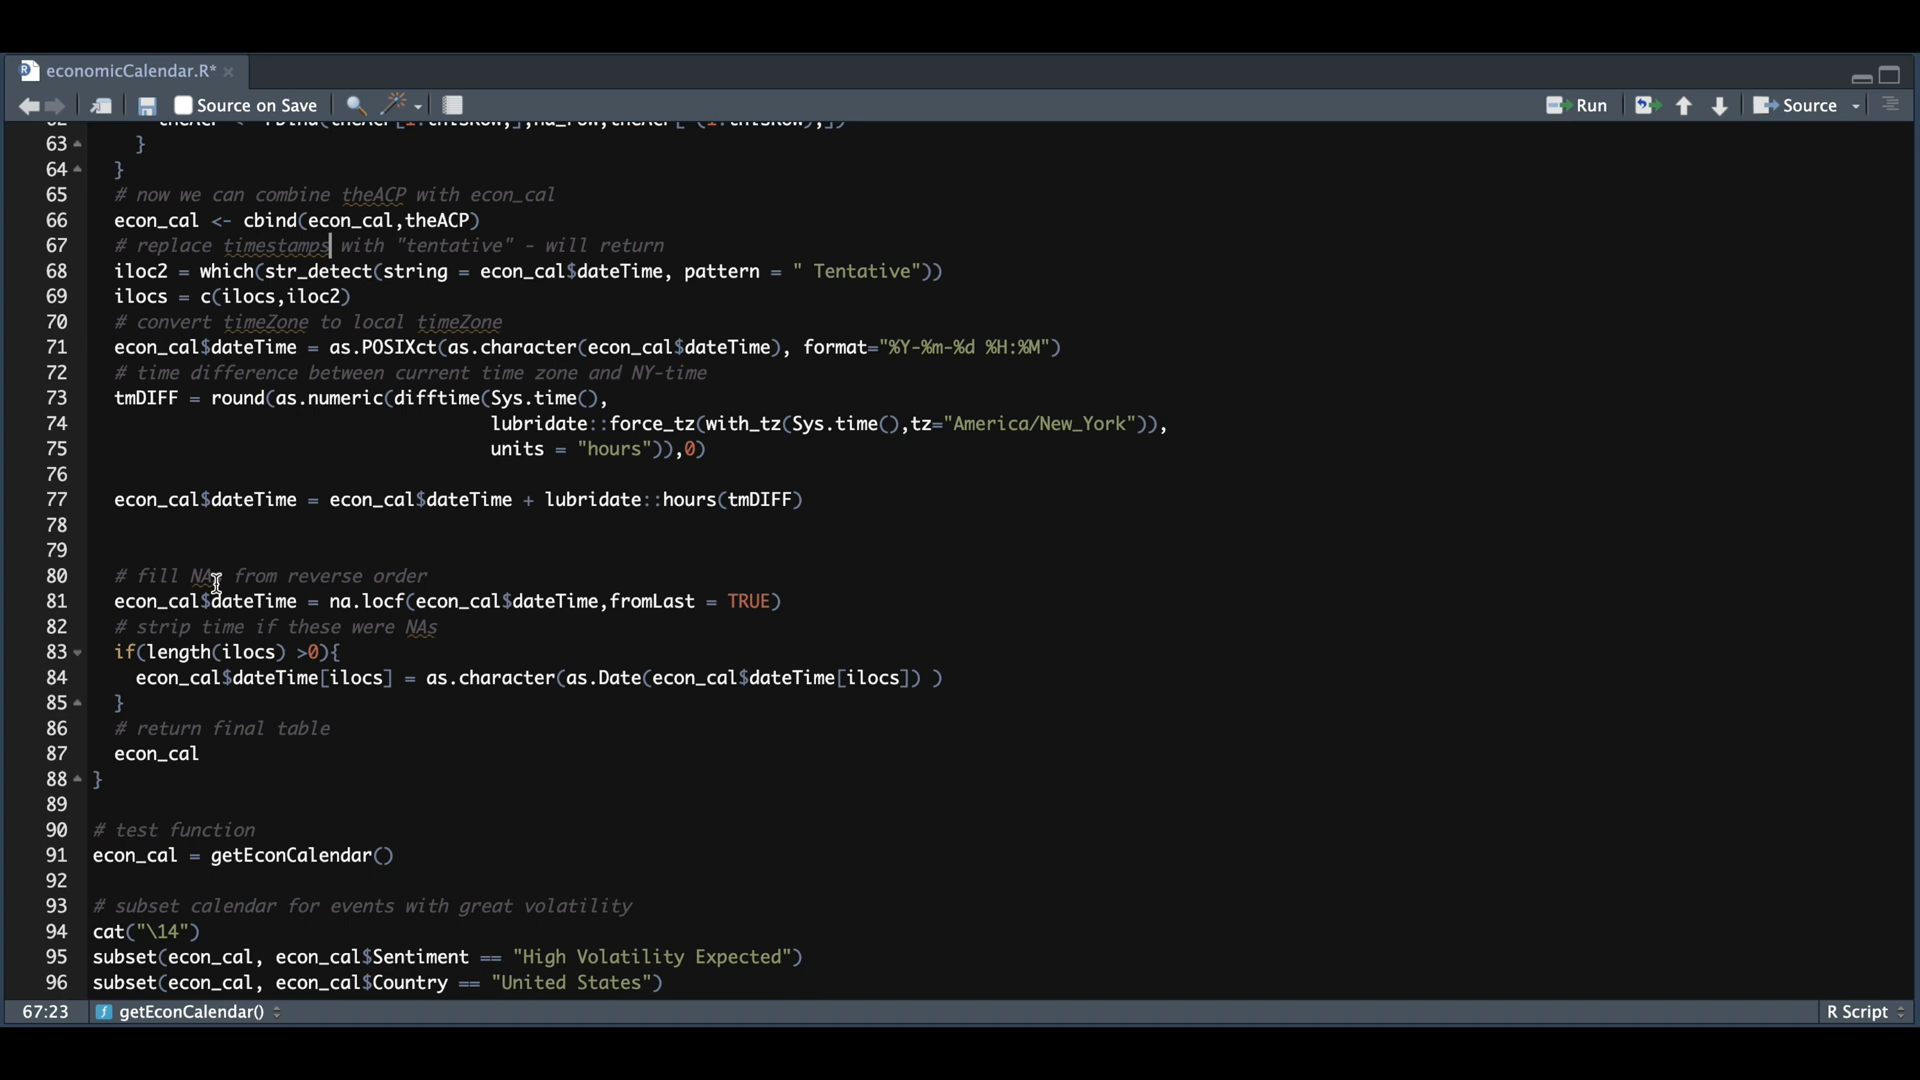 economicCalendar.R*
Source on Save
Run
Source
63 }
64 }
65 # now we can combine theACP with econ_cal
66 econ_cal <- cbind(econ_cal,theACP)
67 # replace timestamps with "tentative" - will return
68 iloc2 = which(str_detect(string = econ_cal$dateTime, pattern = " Tentative"))
69 ilocs = c(ilocs,iloc2)
70 # convert timeZone to local timeZone
71 econ_cal$dateTime = as.POSIXct(as.character(econ_cal$dateTime), format="%Y-%m-%d %H:%M")
72 # time difference between current time zone and NY-time
73 tmDIFF = round(as.numeric(difftime(Sys.time(),
74 lubridate::force_tz(with_tz(Sys.time(),tz="America/New_York")),
75 units = "hours")),0)
76
77 econ_cal$dateTime = econ_cal$dateTime + lubridate::hours(tmDIFF)
78
79
80 # fill NAs from reverse order
81 econ_cal$dateTime = na.locf(econ_cal$dateTime,fromLast = TRUE)
82 # strip time if these were NAs
83 if(length(ilocs) >0){
84 econ_cal$dateTime[ilocs] = as.character(as.Date(econ_cal$dateTime[ilocs]) )
85 }
86 # return final table
87 econ_cal
88 }
89
90 # test function
91 econ_cal = getEconCalendar()
92
93 # subset calendar for events with great volatility
94 cat("\14")
95 subset(econ_cal, econ_cal$Sentiment == "High Volatility Expected")
96 subset(econ_cal, econ_cal$Country == "United States")
67:23 getEconCalendar() R Script